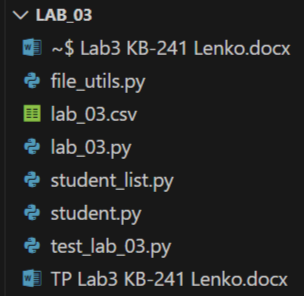 LAB_03
~$ Lab3 KB-241 Lenko.docx
file_utils.py
lab_03.csv
lab_03.py
student_list.py
student.py
test_lab_03.py
TP Lab3 KB-241 Lenko.docx